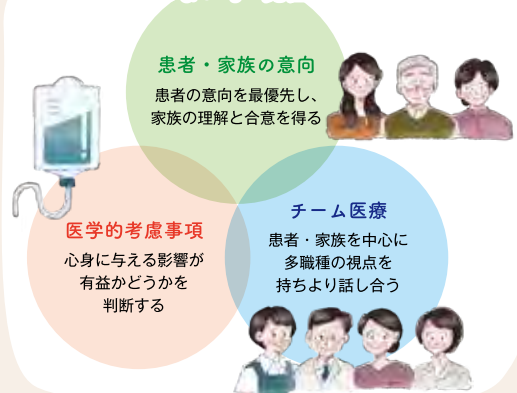 患者・家族の意向
患者の意向を最優先し、
家族の理解と合意を得る
医学的考慮事項
心身に与える影響が
有益かどうかを
判断する
チーム医療
患者・家族を中心に
多職種の視点を
持ちより話し合う